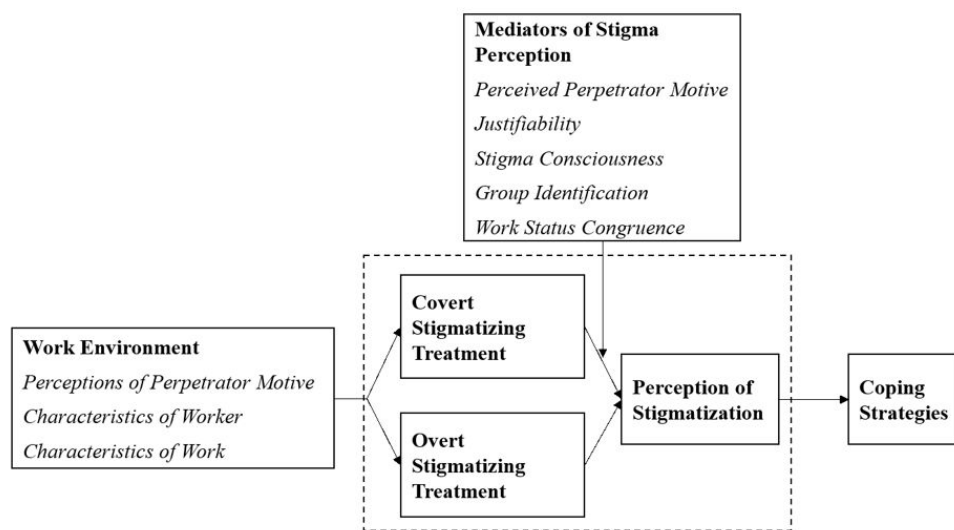 Mediators of Stigma
Perception
Perceived Perpetrator Motive
Justifiability
Stigma Consciousness
Group Identification
Work Status Congruence
Work Environment
Perceptions of Perpetrator Motive
Characteristics of Worker
Characteristics of Work
Covert
Stigmatizing
Treatment
Overt
Stigmatizing
Treatment
Perception of
Stigmatization
Coping
Strategies